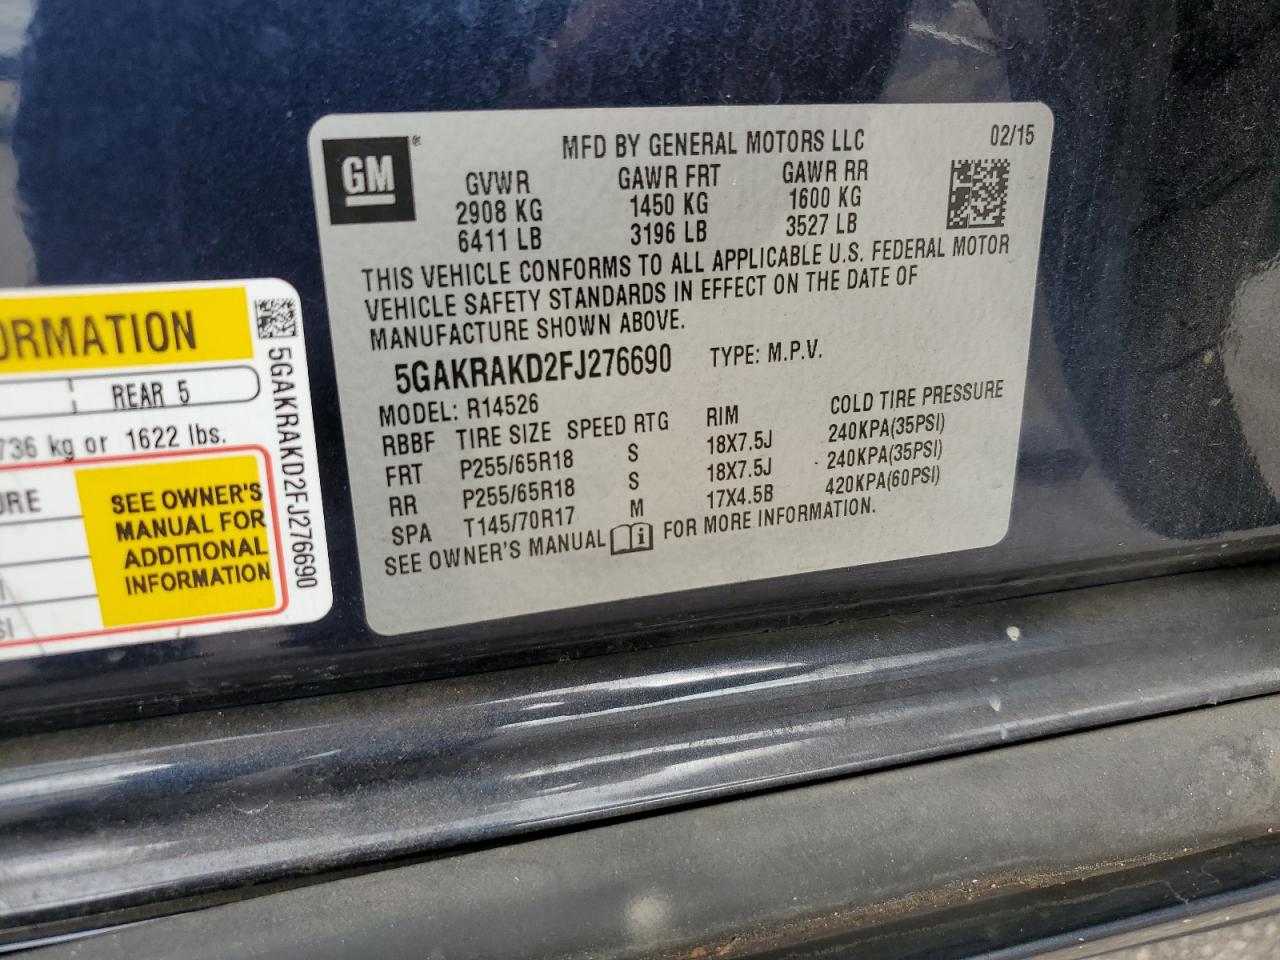 GM®
MFD BY GENERAL MOTORS LLC 02/15
GVWR GAWR FRT GAWR RR
2908 KG 1450 KG 1600 KG
6411 LB 3196 LB 3527 LB
THIS VEHICLE CONFORMS TO ALL APPLICABLE U.S. FEDERAL MOTOR
VEHICLE SAFETY STANDARDS IN EFFECT ON THE DATE OF
MANUFACTURE SHOWN ABOVE.
5GAKRAKD2FJ276690 TYPE: M.P.V.
MODEL: R14526
RBBF TIRE SIZE SPEED RTG RIM COLD TIRE PRESSURE
FRT P255/65R18 S 18X7.5J 240KPA(35PSI)
RR P255/65R18 S 18X7.5J 240KPA(35PSI)
SPA T145/70R17 M 17X4.5B 420KPA(60PSI)
SEE OWNER'S MANUAL i FOR MORE INFORMATION.
ORMATION
REAR 5
736 kg or 1622 lbs.
URE
SI
SEE OWNER'S
MANUAL FOR
ADDITIONAL
INFORMATION
5GAKRAKD2FJ276690